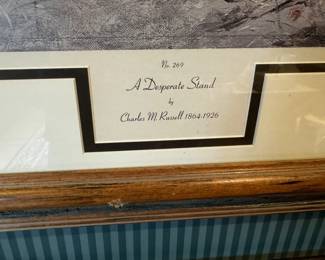 No. 269
A Desperate Stand
by
Charles M. Russell 1864-1926